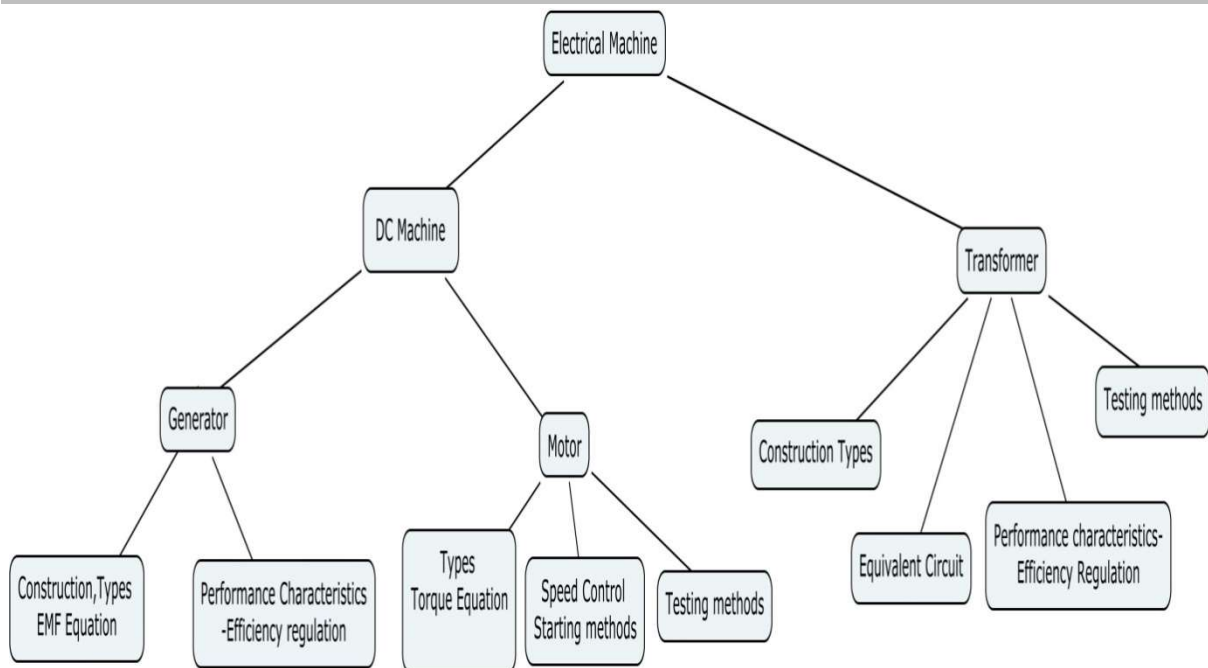 Electrical Machine
DC Machine
Transformer
Generator
Motor
Construction Types
Testing methods
Construction,Types
EMF Equation
Performance Characteristics
-Efficiency regulation
Types
Torque Equation
Speed Control
Starting methods
Testing methods
Equivalent Circuit
Performance characteristics-
Efficiency Regulation